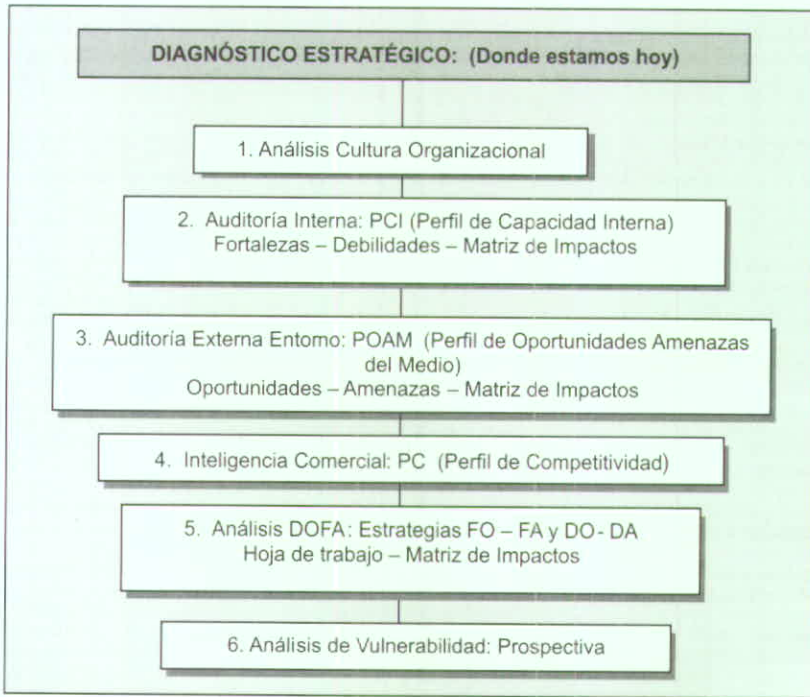 DIAGNÓSTICO ESTRATÉGICO: (Donde estamos hoy)
1. Análisis Cultura Organizacional
2. Auditoría Interna: PCI (Perfil de Capacidad Interna)
Fortalezas – Debilidades – Matriz de Impactos
3. Auditoría Externa Entorno: POAM (Perfil de Oportunidades Amenazas
del Medio)
Oportunidades – Amenazas – Matriz de Impactos
4. Inteligencia Comercial: PC (Perfil de Competitividad)
5. Análisis DOFA: Estrategias FO – FA y DO - DA
Hoja de trabajo – Matriz de Impactos
6. Análisis de Vulnerabilidad: Prospectiva